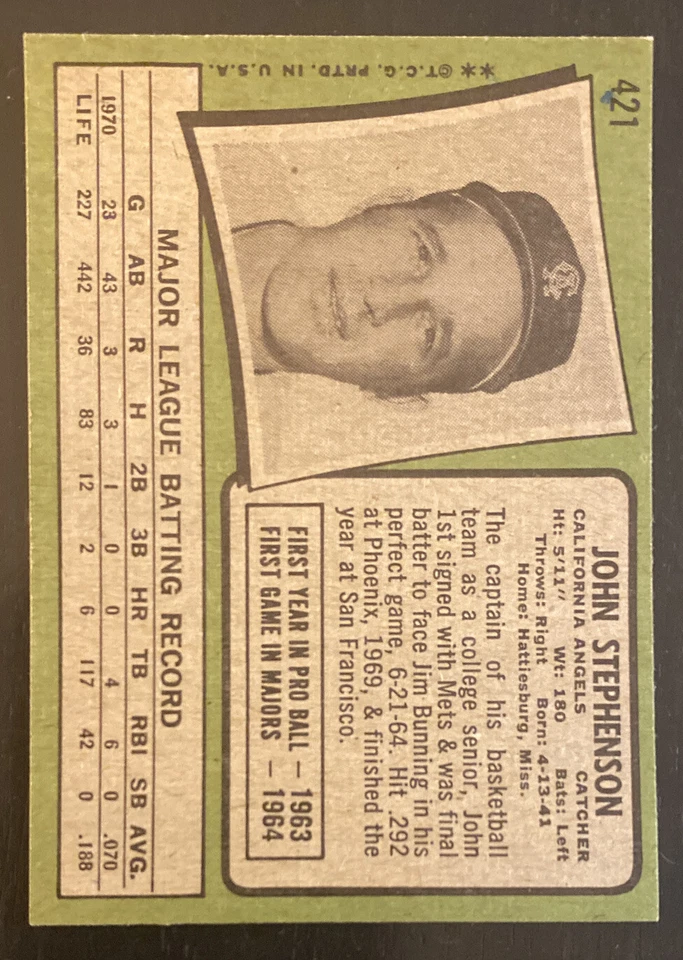 421
JOHN STEPHENSON
CALIFORNIA ANGELS CATCHER
Ht: 5/11" Wt: 180 Bats: Left
Throws: Right Born: 4-13-41
Home: Hattiesburg, Miss.
The captain of his basketball
team as a college senior, John
1st signed with Mets & was final
batter to face Jim Bunning in his
perfect game, 6-21-64. Hit .292
at Phoenix, 1969, & finished the
year at San Francisco.
FIRST YEAR IN PRO BALL — 1963
FIRST GAME IN MAJORS — 1964
MAJOR LEAGUE BATTING RECORD
G AB R H 2B 3B HR TB RBI SB AVG.
1970 23 43 3 3 1 0 0 4 6 0 .070
LIFE 227 442 36 83 12 2 6 117 42 0 .188
** ©T.C.G. PRTD. IN U.S.A.
SF